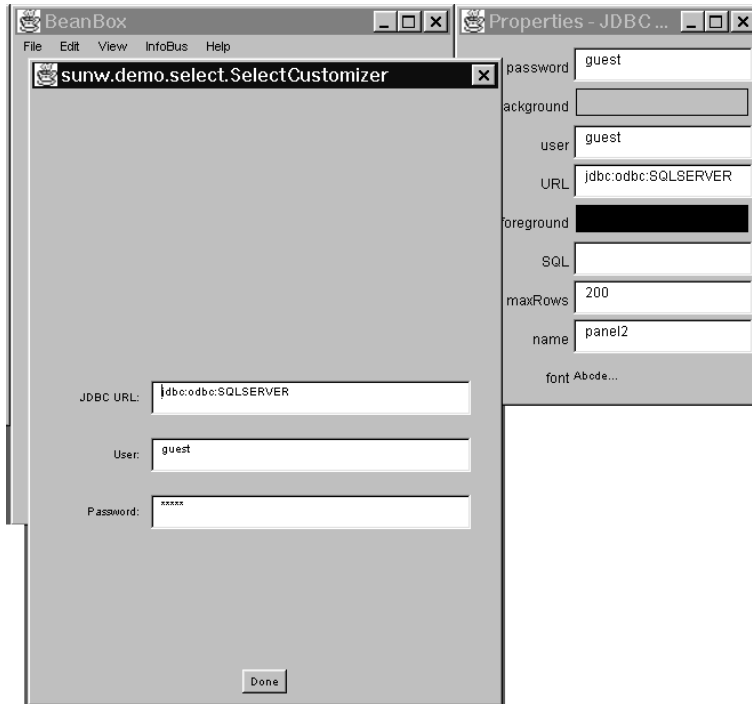 BeanBox
File Edit View InfoBus Help
sunw.demo.select.SelectCustomizer
JDBC URL: jdbc:odbc:SQLSERVER
User: guest
Password: *****
Done
Properties - JDBC ...
password guest
ackground
user guest
URL jdbc:odbc:SQLSERVER
foreground
SQL
maxRows 200
name panel2
font Abcde...